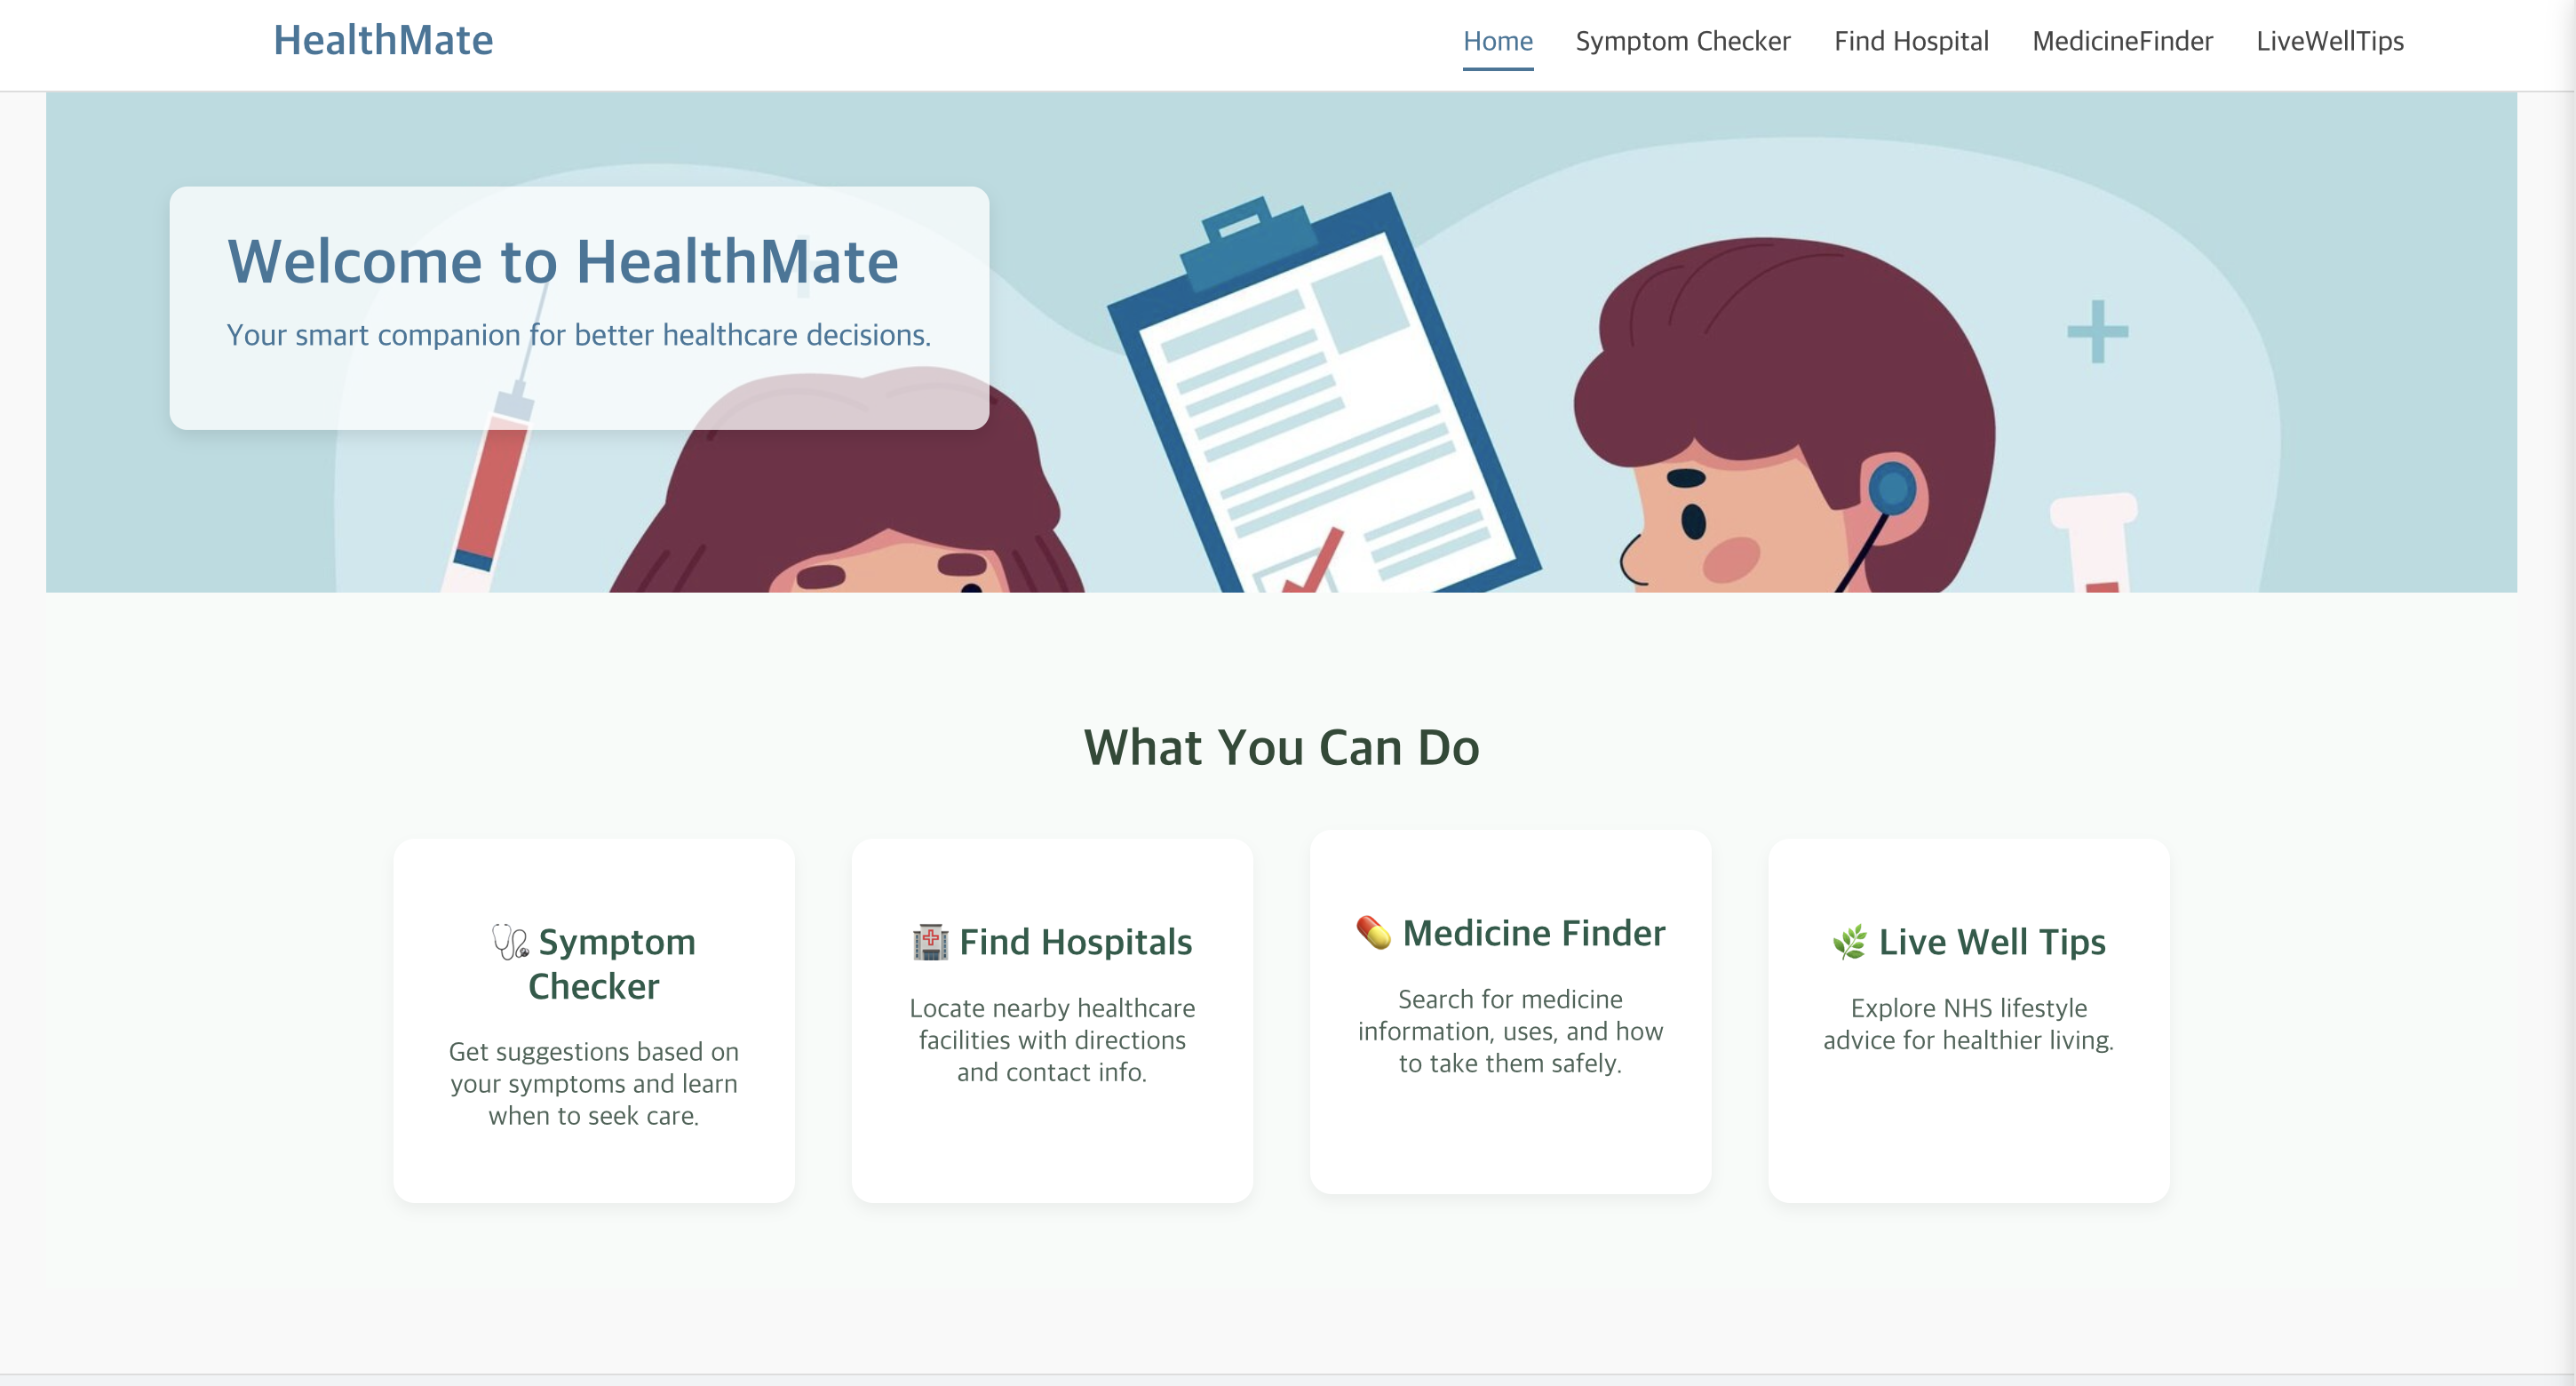 HealthMate
Home
Symptom Checker
Find Hospital
MedicineFinder
LiveWellTips
Welcome to HealthMate
Your smart companion for better healthcare decisions.
What You Can Do
Symptom
Checker
Get suggestions based on
your symptoms and learn
when to seek care.
Find Hospitals
Locate nearby healthcare
facilities with directions
and contact info.
Medicine Finder
Search for medicine
information, uses, and how
to take them safely.
Live Well Tips
Explore NHS lifestyle
advice for healthier living.